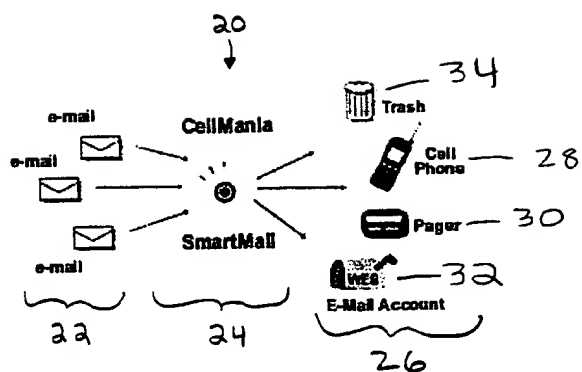 20
34
Trash
e-mail
CellMania
e-mail
Cell
Phone
28
SmartMail
Pager
30
e-mail
WEB
32
E-Mail Account
22
24
26